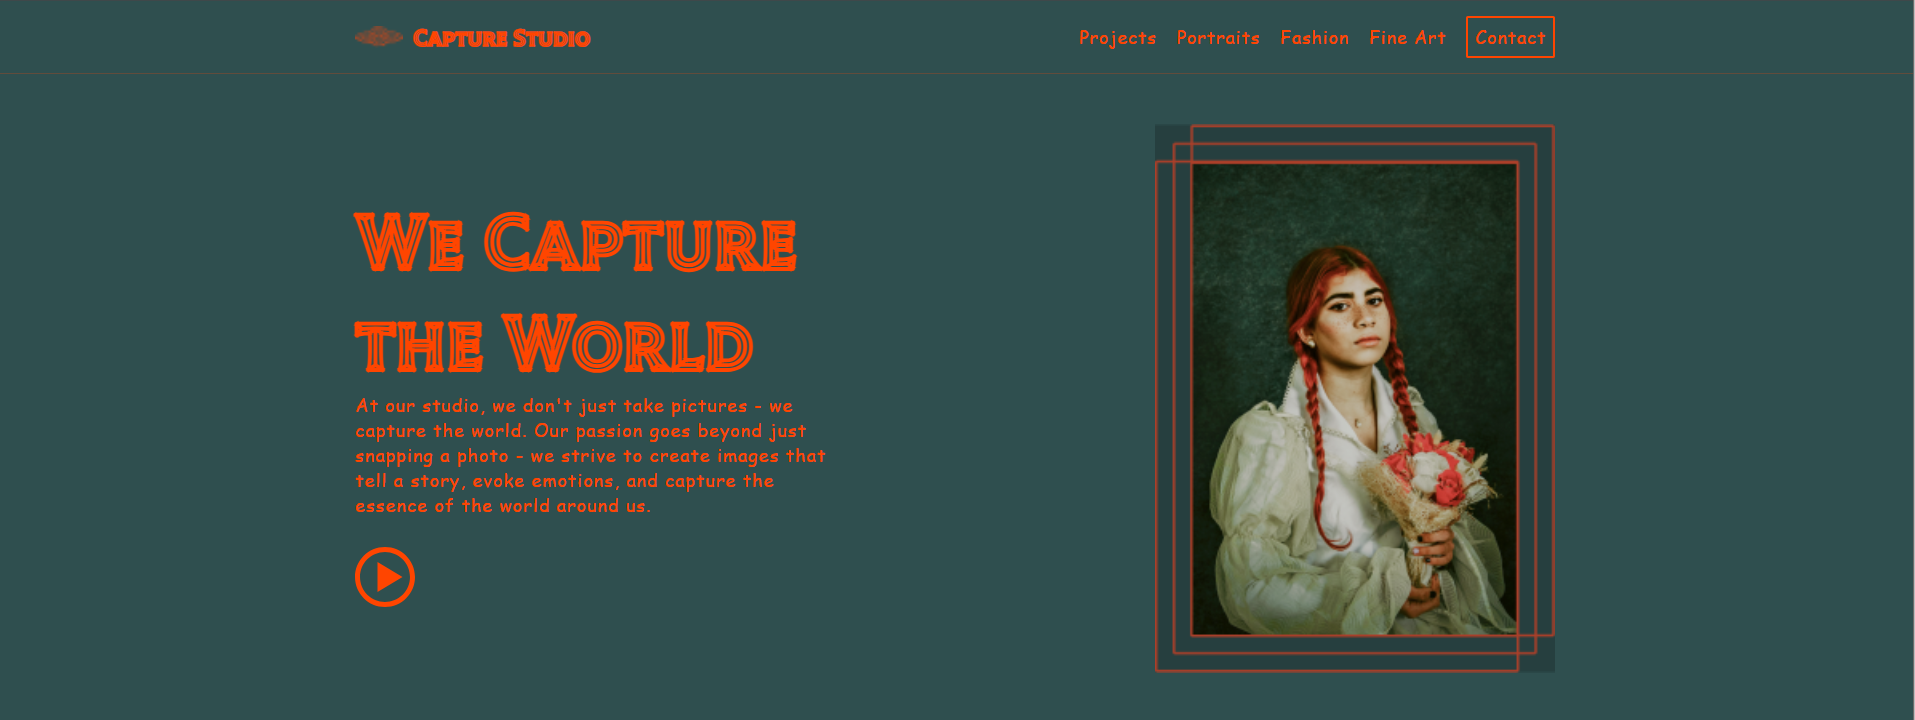 Capture Studio
Projects Portraits Fashion Fine Art Contact
We Capture
the World
At our studio, we don't just take pictures - we
capture the world. Our passion goes beyond just
snapping a photo - we strive to create images that
tell a story, evoke emotions, and capture the
essence of the world around us.